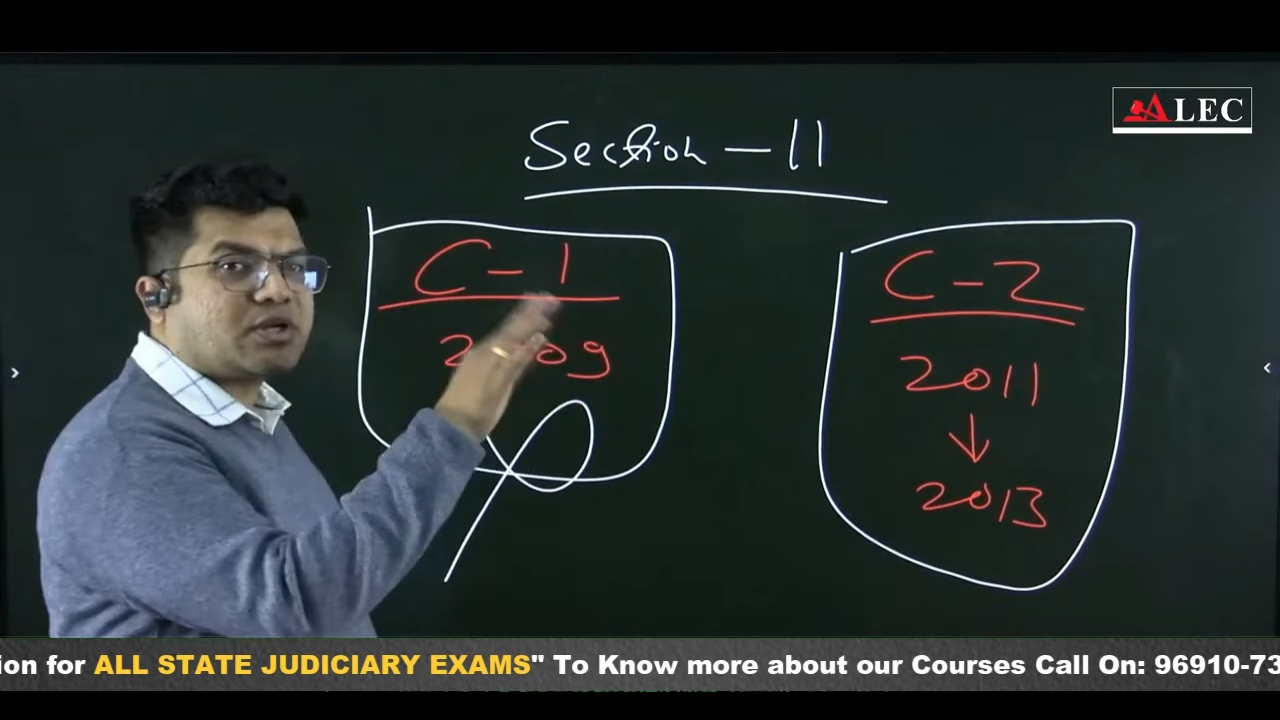 ALEC
Section - 11
C-1
C-2
2011
2013
ion for ALL STATE JUDICIARY EXAMS" To Know more about our Courses Call On: 96910-73